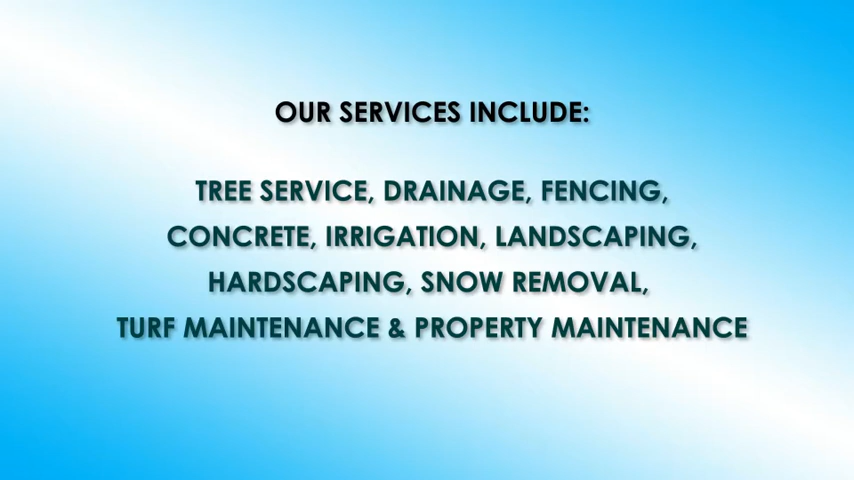 OUR SERVICES INCLUDE:
TREE SERVICE, DRAINAGE, FENCING,
CONCRETE, IRRIGATION, LANDSCAPING,
HARDSCAPING, SNOW REMOVAL,
TURF MAINTENANCE & PROPERTY MAINTENANCE